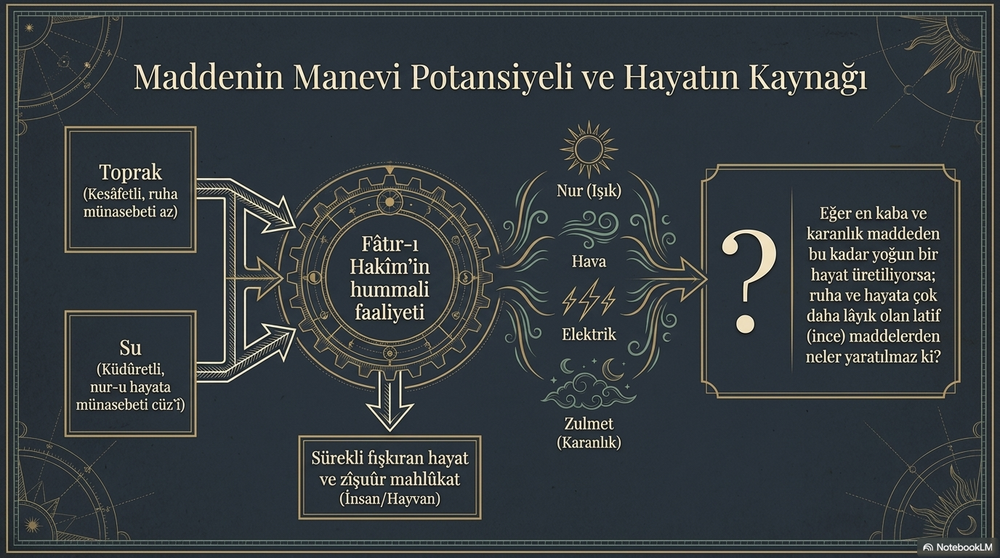 Maddenin Manevi Potansiyeli ve Hayatın Kaynağı
Toprak
(Kesâfetli, ruha
münasebeti az)
Su
(Küdûretli,
nur-u hayata
münasebeti cüz'î)
Fâtır-ı
Hakîm'in
hummali
faaliyeti
Sürekli fışkıran hayat
ve zîşuûr mahlûkat
(İnsan/Hayvan)
Nur (Işık)
Hava
Elektrik
Zulmet
(Karanlık)
?
Eğer en kaba ve
karanlık maddeden
bu kadar yoğun bir
hayat üretiliyorsa;
ruha ve hayata çok
daha lâyık olan latif
(ince) maddelerden
neler yaratılmaz ki?
NotebookLM